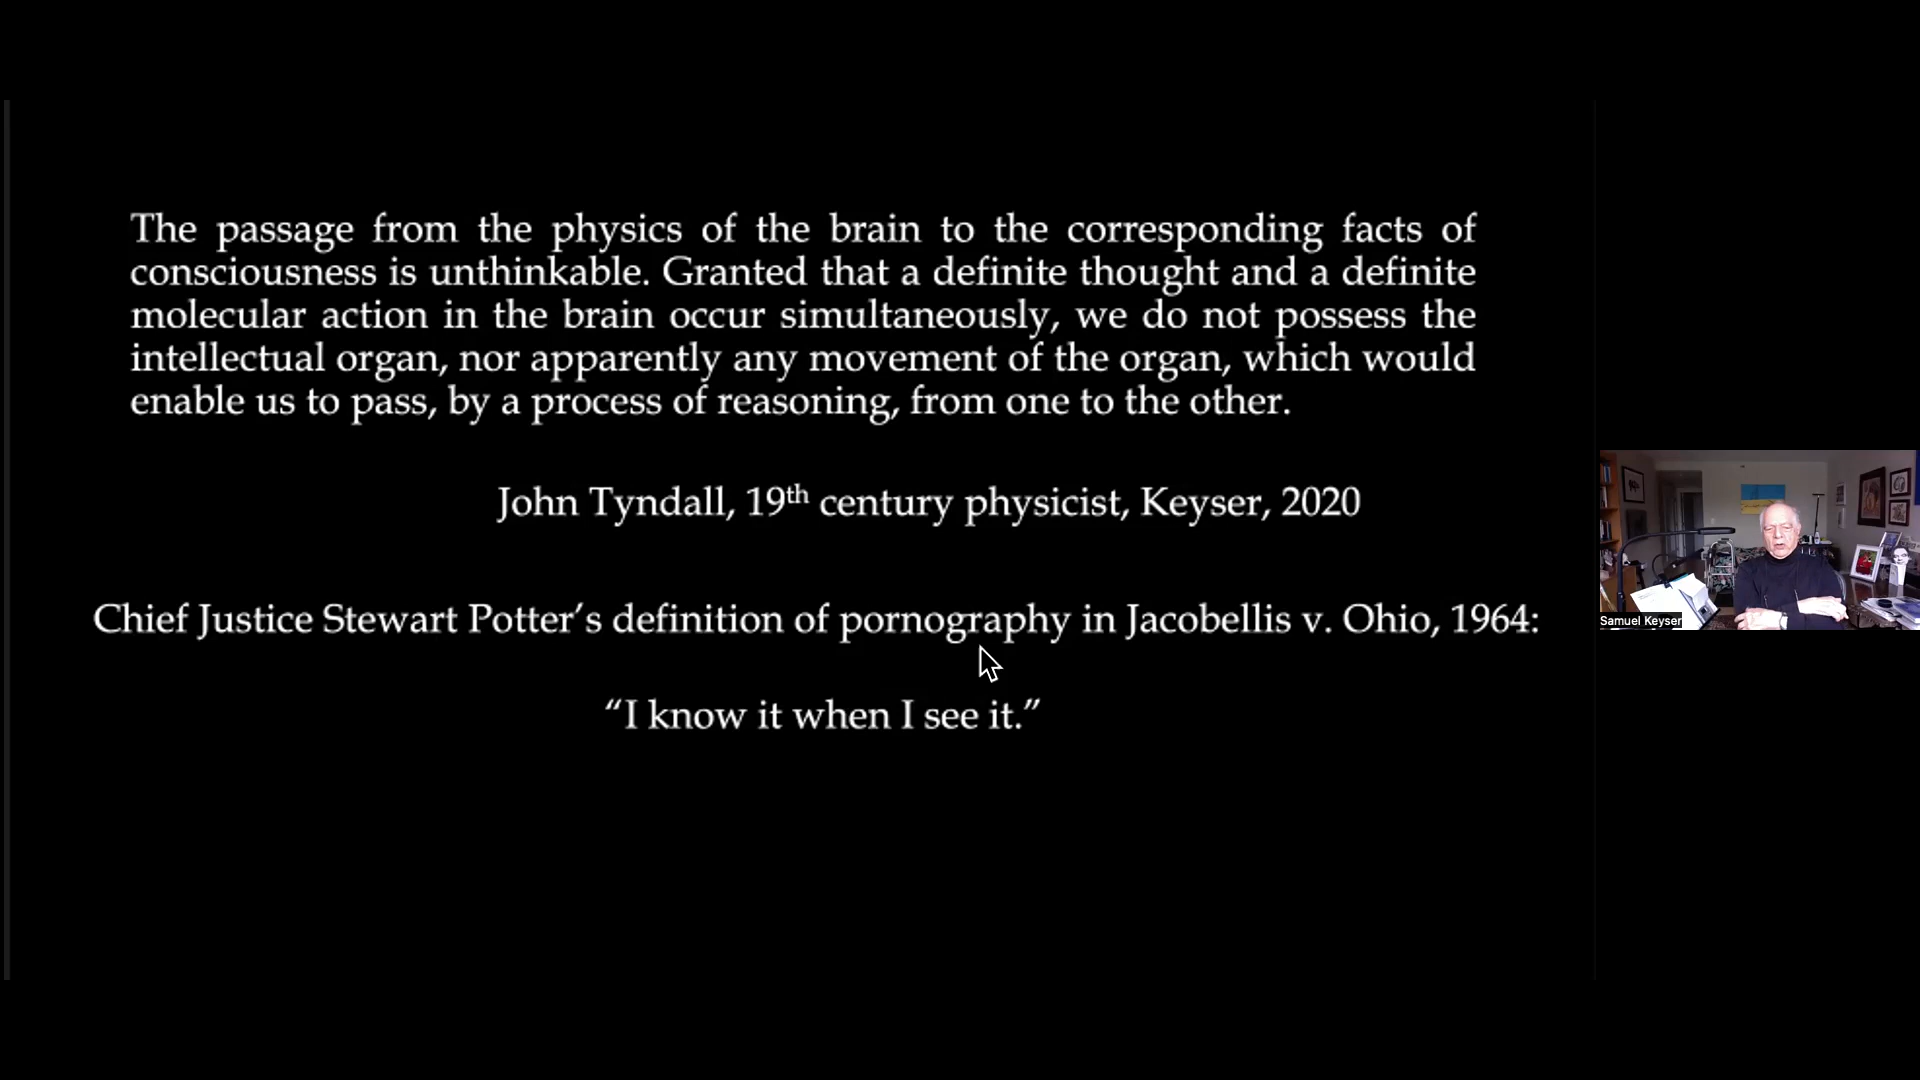 The passage from the physics of the brain to the corresponding facts of
consciousness is unthinkable. Granted that a definite thought and a definite
molecular action in the brain occur simultaneously, we do not possess the
intellectual organ, nor apparently any movement of the organ, which would
enable us to pass, by a process of reasoning, from one to the other.
John Tyndall, 19th century physicist, Keyser, 2020
Chief Justice Stewart Potter’s definition of pornography in Jacobellis v. Ohio, 1964:
“I know it when I see it.”
Samuel Keyser